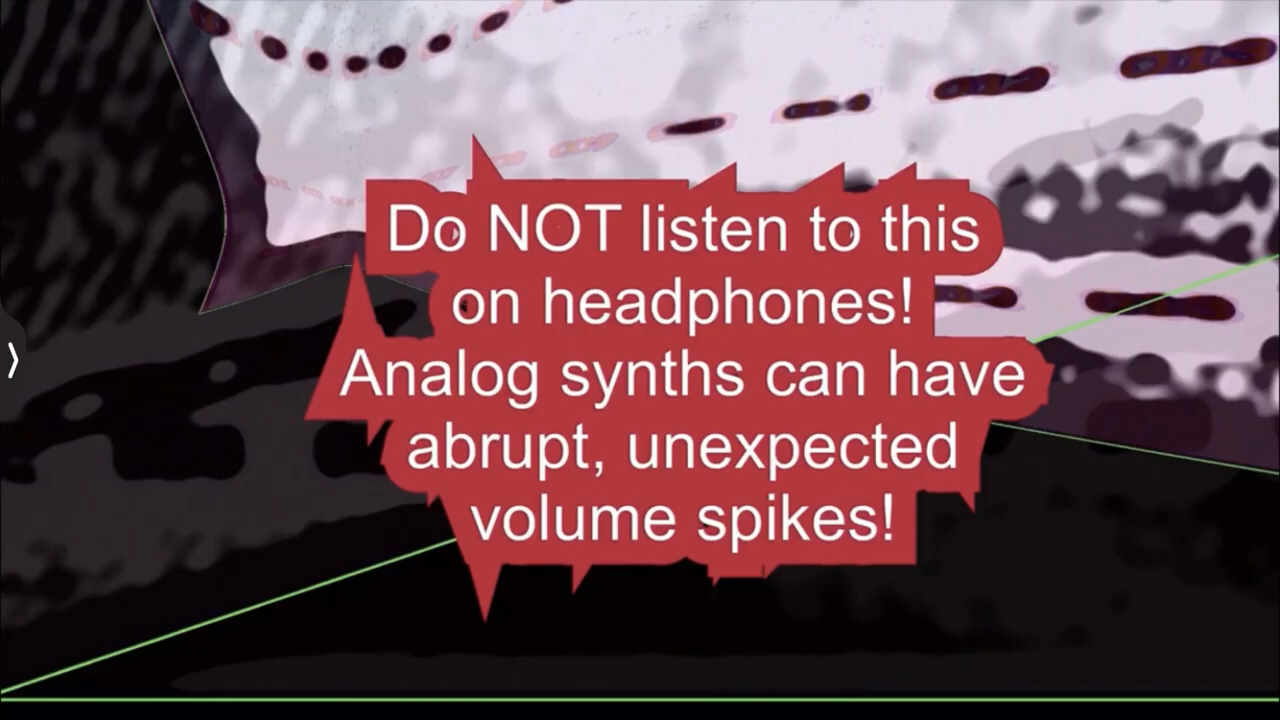 Do NOT listen to this
on headphones!
Analog synths can have
abrupt, unexpected
volume spikes!